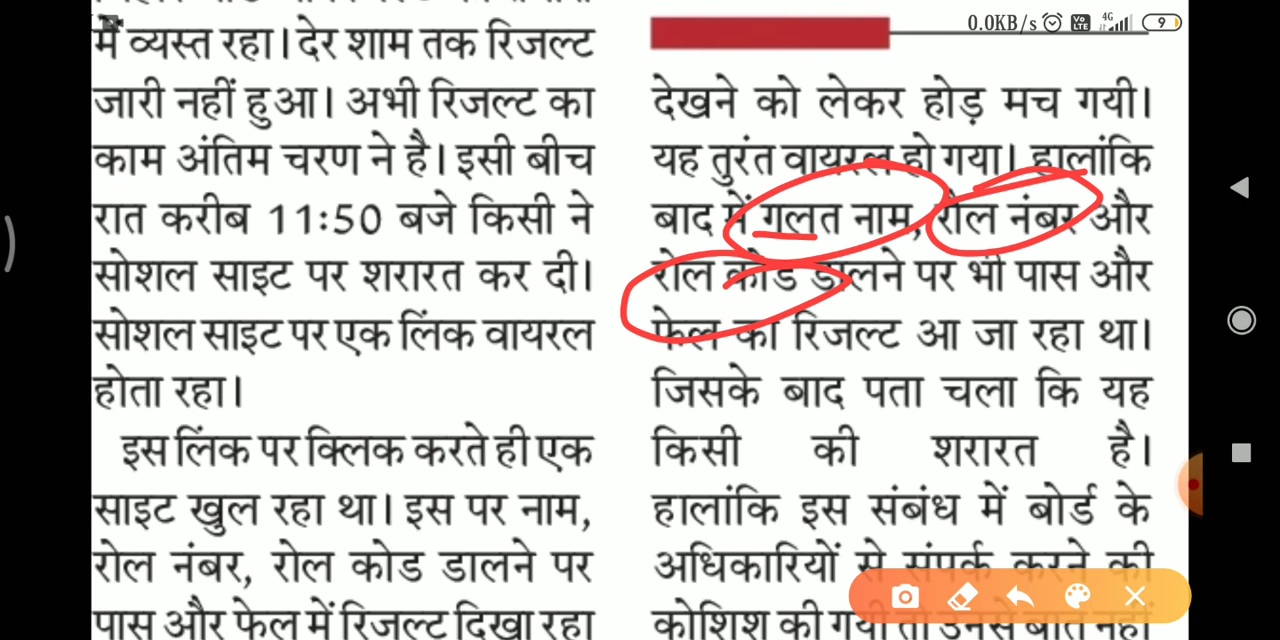 में व्यस्त रहा। देर शाम तक रिजल्ट
जारी नहीं हुआ। अभी रिजल्ट का
काम अंतिम चरण ने है। इसी बीच
रात करीब 11:50 बजे किसी ने
सोशल साइट पर शरारत कर दी।
सोशल साइट पर एक लिंक वायरल
होता रहा।
इस लिंक पर क्लिक करते ही एक
साइट खुल रहा था। इस पर नाम,
रोल नंबर, रोल कोड डालने पर
पास और फेल में रिजल्ट दिखा रहा
0.0KB/s Vo LTE 4G 9
देखने को लेकर होड़ मच गयी।
यह तुरंत वायरल हो गया। हालांकि
बाद में गलत नाम, रोल नंबर और
रोल कोड डालने पर भी पास और
फेल का रिजल्ट आ जा रहा था।
जिसके बाद पता चला कि यह
किसी की शरारत है।
हालांकि इस संबंध में बोर्ड के
अधिकारियों से संपर्क करने की
कोशिश की गयी तो उनसे बात नहीं